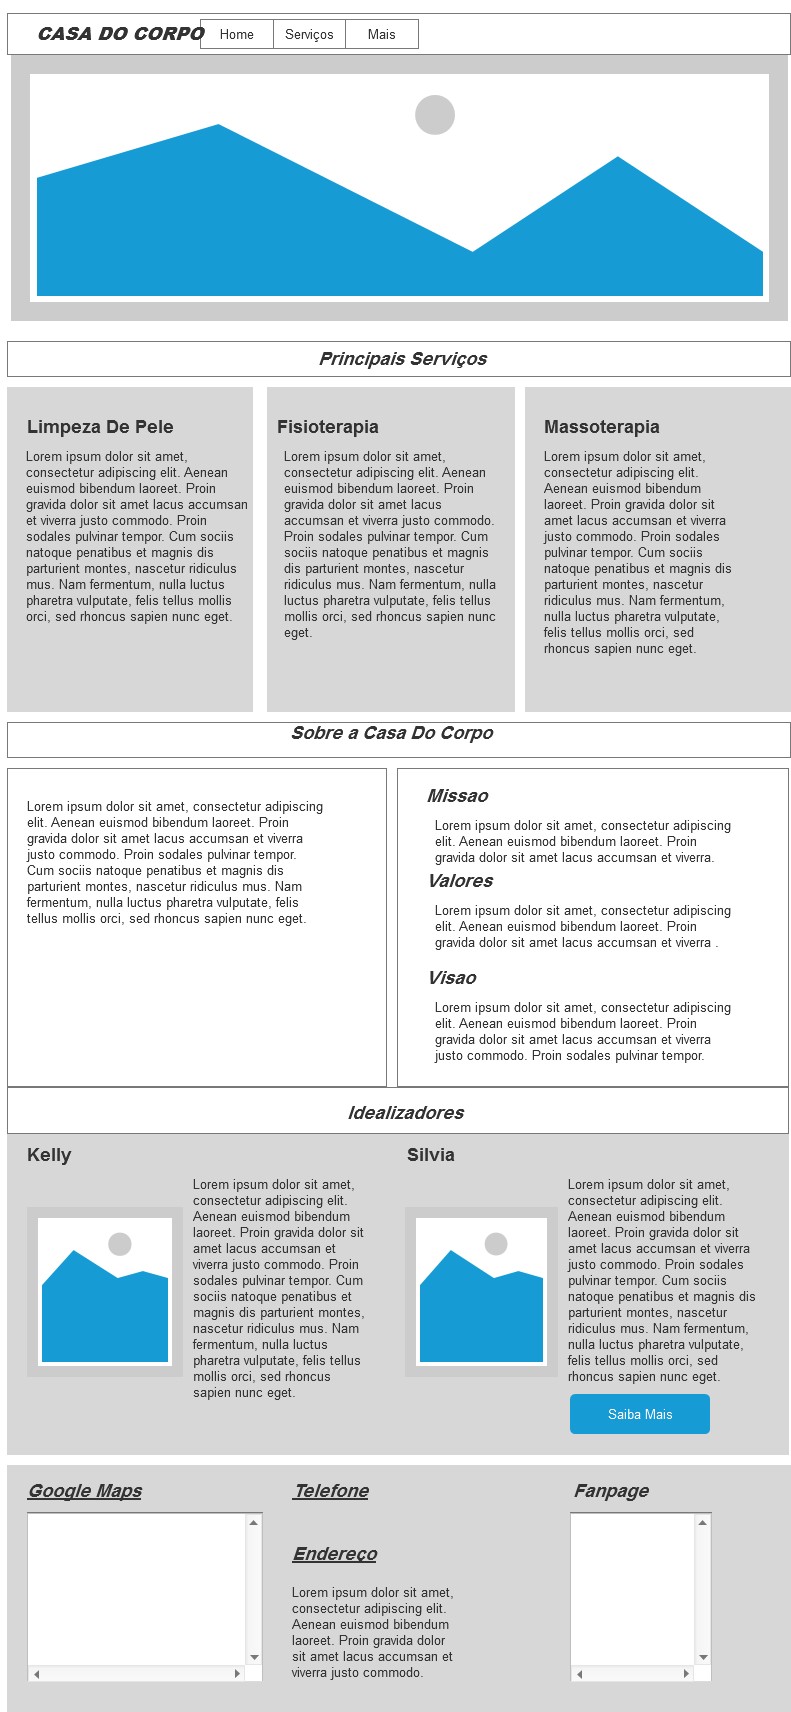 CASA DO CORPO
Home
Serviços
Mais
Principais Serviços
Limpeza De Pele
Lorem ipsum dolor sit amet,
consectetur adipiscing elit. Aenean
euismod bibendum laoreet. Proin
gravida dolor sit amet lacus accumsan
et viverra justo commodo. Proin
sodales pulvinar tempor. Cum sociis
natoque penatibus et magnis dis
parturient montes, nascetur ridiculus
mus. Nam fermentum, nulla luctus
pharetra vulputate, felis tellus mollis
orci, sed rhoncus sapien nunc eget.
Fisioterapia
Lorem ipsum dolor sit amet,
consectetur adipiscing elit. Aenean
euismod bibendum laoreet. Proin
gravida dolor sit amet lacus
accumsan et viverra justo commodo.
Proin sodales pulvinar tempor. Cum
sociis natoque penatibus et magnis
dis parturient montes, nascetur
ridiculus mus. Nam fermentum, nulla
luctus pharetra vulputate, felis tellus
mollis orci, sed rhoncus sapien nunc
eget.
Massoterapia
Lorem ipsum dolor sit amet,
consectetur adipiscing elit.
Aenean euismod bibendum
laoreet. Proin gravida dolor sit
amet lacus accumsan et viverra
justo commodo. Proin sodales
pulvinar tempor. Cum sociis
natoque penatibus et magnis dis
parturient montes, nascetur
ridiculus mus. Nam fermentum,
nulla luctus pharetra vulputate,
felis tellus mollis orci, sed
rhoncus sapien nunc eget.
Sobre a Casa Do Corpo
Lorem ipsum dolor sit amet, consectetur adipiscing
elit. Aenean euismod bibendum laoreet. Proin
gravida dolor sit amet lacus accumsan et viverra
justo commodo. Proin sodales pulvinar tempor.
Cum sociis natoque penatibus et magnis dis
parturient montes, nascetur ridiculus mus. Nam
fermentum, nulla luctus pharetra vulputate, felis
tellus mollis orci, sed rhoncus sapien nunc eget.
Missao
Lorem ipsum dolor sit amet, consectetur adipiscing
elit. Aenean euismod bibendum laoreet. Proin
gravida dolor sit amet lacus accumsan et viverra.
Valores
Lorem ipsum dolor sit amet, consectetur adipiscing
elit. Aenean euismod bibendum laoreet. Proin
gravida dolor sit amet lacus accumsan et viverra .
Visao
Lorem ipsum dolor sit amet, consectetur adipiscing
elit. Aenean euismod bibendum laoreet. Proin
gravida dolor sit amet lacus accumsan et viverra
justo commodo. Proin sodales pulvinar tempor.
Idealizadores
Kelly
Lorem ipsum dolor sit amet,
consectetur adipiscing elit.
Aenean euismod bibendum
laoreet. Proin gravida dolor sit
amet lacus accumsan et
viverra justo commodo. Proin
sodales pulvinar tempor. Cum
sociis natoque penatibus et
magnis dis parturient montes,
nascetur ridiculus mus. Nam
fermentum, nulla luctus
pharetra vulputate, felis tellus
mollis orci, sed rhoncus
sapien nunc eget.
Silvia
Lorem ipsum dolor sit amet,
consectetur adipiscing elit.
Aenean euismod bibendum
laoreet. Proin gravida dolor sit
amet lacus accumsan et viverra
justo commodo. Proin sodales
pulvinar tempor. Cum sociis
natoque penatibus et magnis dis
parturient montes, nascetur
ridiculus mus. Nam fermentum,
nulla luctus pharetra vulputate,
felis tellus mollis orci, sed
rhoncus sapien nunc eget.
Saiba Mais
Google Maps
Telefone
Endereço
Lorem ipsum dolor sit amet,
consectetur adipiscing elit.
Aenean euismod bibendum
laoreet. Proin gravida dolor
sit amet lacus accumsan et
viverra justo commodo.
Fanpage